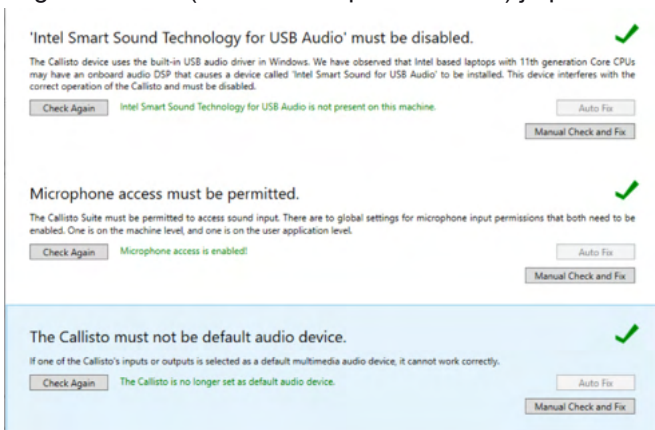 'Intel Smart Sound Technology for USB Audio' must be disabled.
The Callisto device uses the built-in USB audio driver in Windows. We have observed that Intel based laptops with 11th generation Core CPUs
may have an onboard audio DSP that causes a device called 'Intel Smart Sound for USB Audio' to be installed. This device interferes with the
correct operation of the Callisto and must be disabled.
Check Again Intel Smart Sound Technology for USB Audio is not present on this machine. Auto Fix
Manual Check and Fix
Microphone access must be permitted.
The Callisto Suite must be permitted to access sound input. There are to global settings for microphone input permissions that both need to be
enabled. One is on the machine level, and one is on the user application level.
Check Again Microphone access is enabled! Auto Fix
Manual Check and Fix
The Callisto must not be default audio device.
If one of the Callisto's inputs or outputs is selected as a default multimedia audio device, it cannot work correctly.
Check Again The Callisto is no longer set as default audio device. Auto Fix
Manual Check and Fix